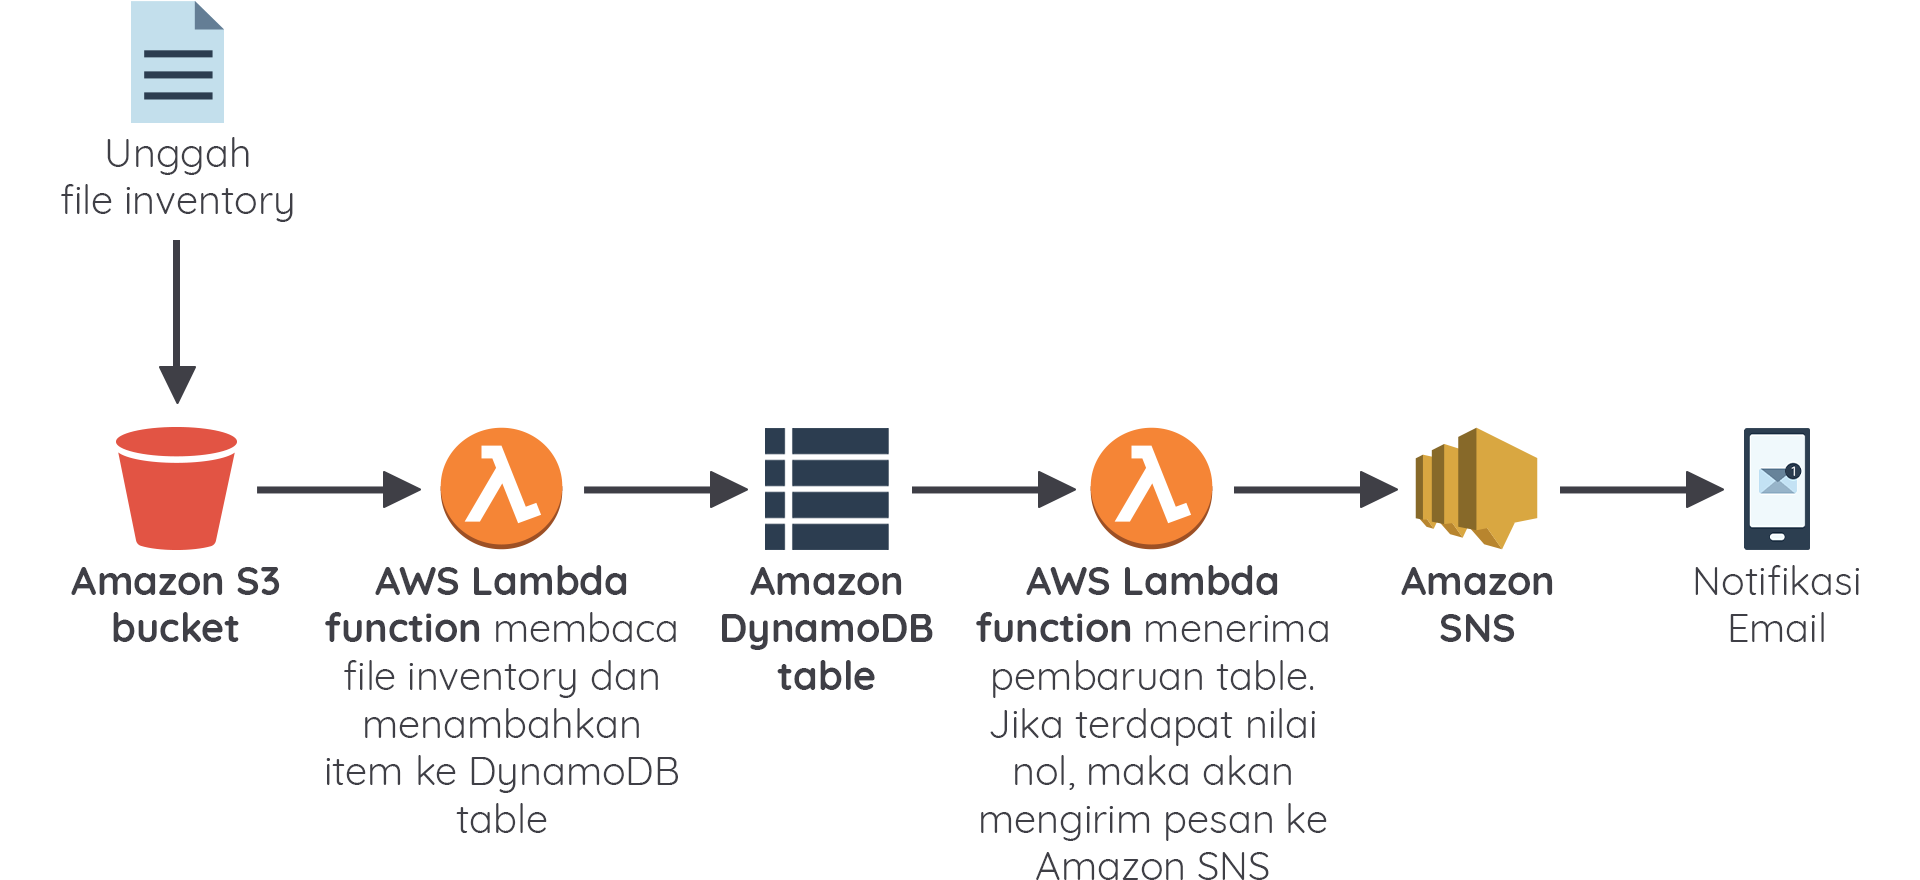 Unggah
file inventory
Amazon S3
bucket
AWS Lambda
function membaca
file inventory dan
menambahkan
item ke DynamoDB
table
Amazon
DynamoDB
table
AWS Lambda
function menerima
pembaruan table.
Jika terdapat nilai
nol, maka akan
mengirim pesan ke
Amazon SNS
Amazon
SNS
1
Notifikasi
Email